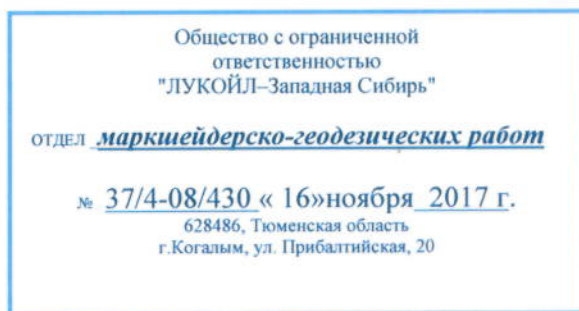 Общество с ограниченной
ответственностью
"ЛУКОЙЛ–Западная Сибирь"
ОТДЕЛ маркшейдерско-геодезических работ
№ 37/4-08/430 « 16»ноября 2017 г.
628486, Тюменская область
г.Когалым, ул. Прибалтийская, 20